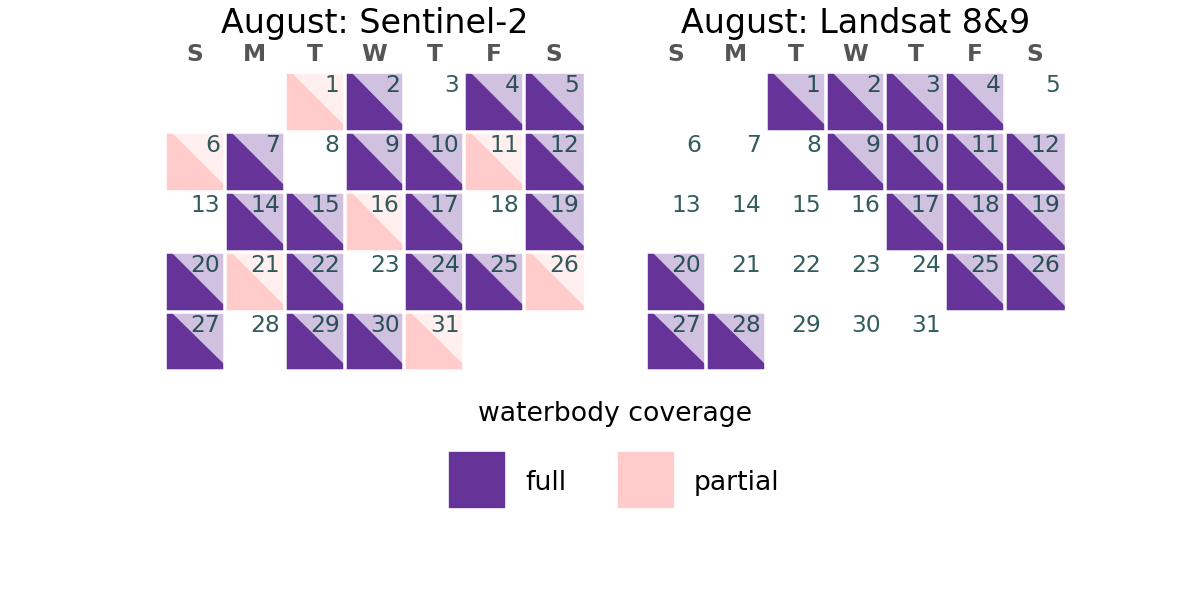 August: Sentinel-2
S M T W T F S
1 2 3 4 5
6 7 8 9 10 11 12
13 14 15 16 17 18 19
20 21 22 23 24 25 26
27 28 29 30 31
August: Landsat 8&9
S M T W T F S
1 2 3 4 5
6 7 8 9 10 11 12
13 14 15 16 17 18 19
20 21 22 23 24 25 26
27 28 29 30 31
waterbody coverage
full
partial